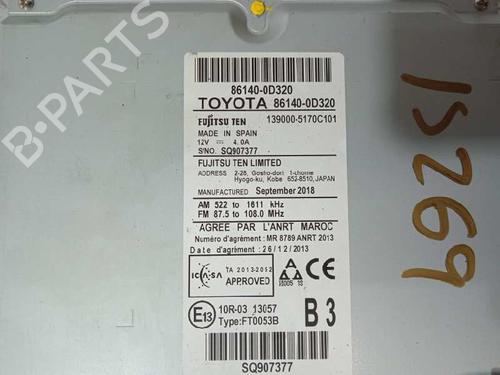 B-PARTS
86140-0D320
TOYOTA 86140-0D320
FUJITSU TEN 139000-5170C101
MADE IN SPAIN
12V 4.0A
S/NO. SQ907377
FUJITSU TEN LIMITED
ADDRESS 2-28, Gosho-dori 1-chome
Hyogo-ku, Kobe 652-8510, JAPAN
MANUFACTURED September 2018
AM 522 to 1611 kHz
FM 87.5 to 108.0 MHz
AGREE PAR L'ANRT MAROC
Numéro d'agrément: MR 8789 ANRT 2013
Date d'agrément: 26/12/2013
ICASA
TA 2013-2052
APPROVED
E13
10R-03 13057
Type:FT0053B
B 3
SQ907377
15269